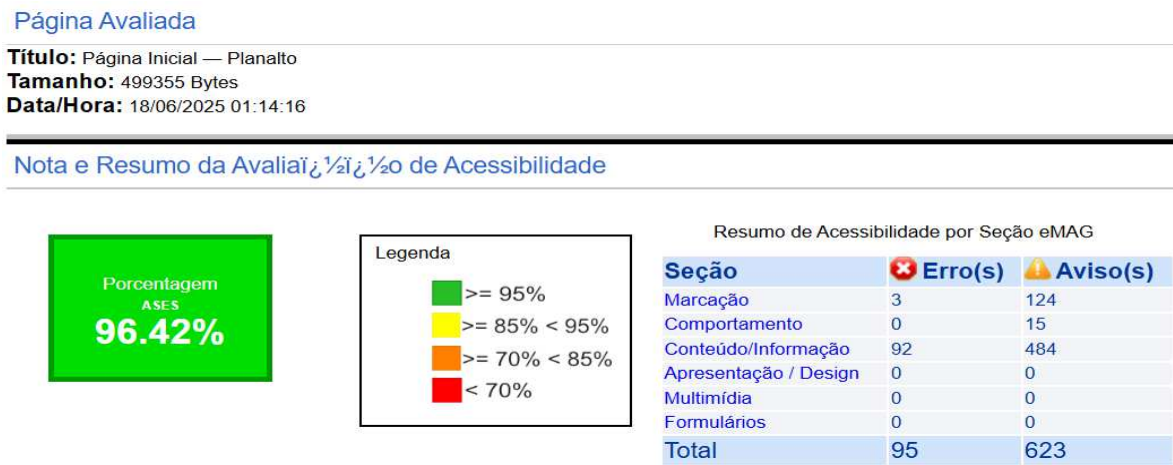 Página Avaliada
Título: Página Inicial — Planalto
Tamanho: 499355 Bytes
Data/Hora: 18/06/2025 01:14:16
Nota e Resumo da Avaliaï¿½ï¿½o de Acessibilidade
Porcentagem
ASES
96.42%
Legenda
>= 95%
>= 85% < 95%
>= 70% < 85%
< 70%
Resumo de Acessibilidade por Seção eMAG
Seção Erro(s) Aviso(s)
Marcação 3 124
Comportamento 0 15
Conteúdo/Informação 92 484
Apresentação / Design 0 0
Multimídia 0 0
Formulários 0 0
Total 95 623